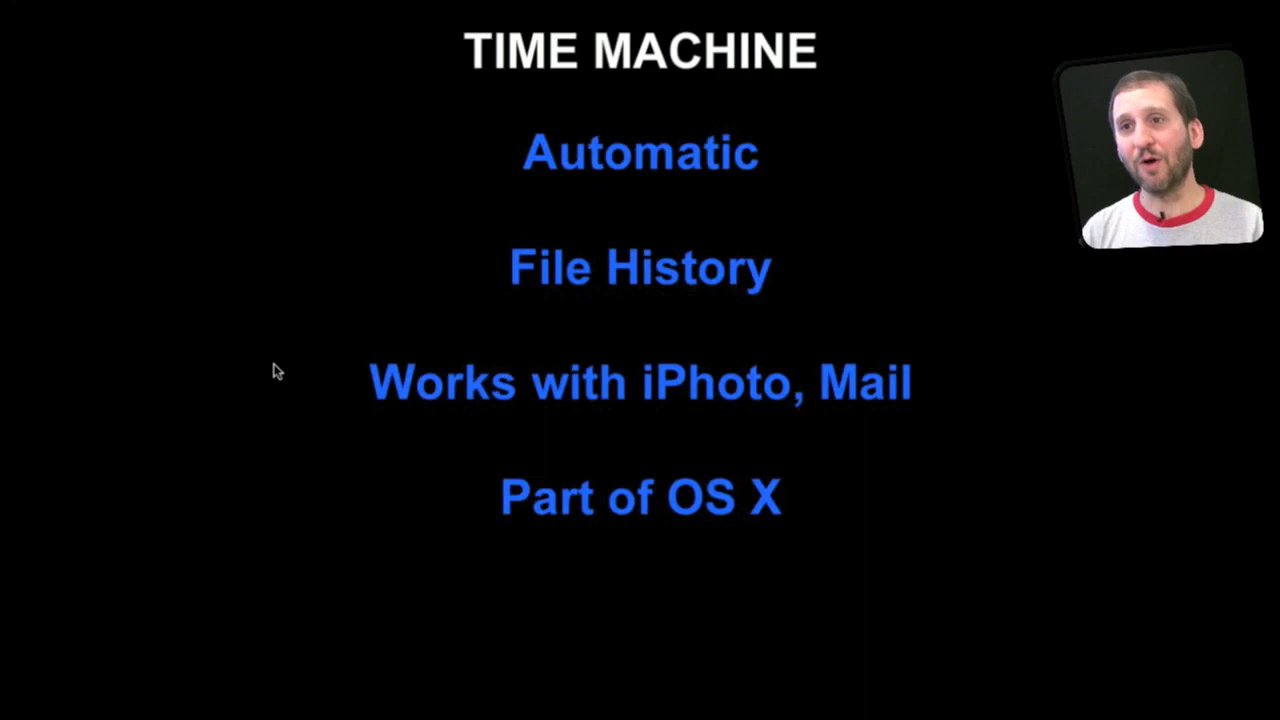 TIME MACHINE
Automatic
File History
Works with iPhoto, Mail
Part of OS X